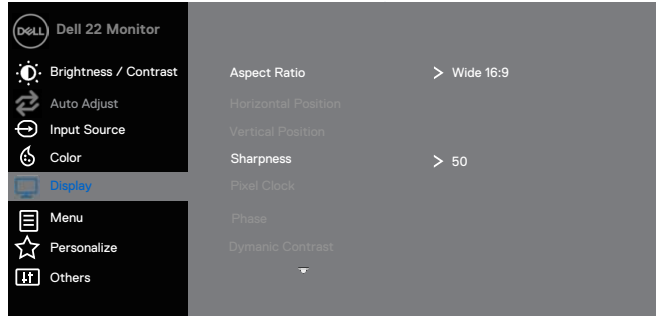 DELL Dell 22 Monitor
Brightness / Contrast
Aspect Ratio
Wide 16:9
Auto Adjust
Horizontal Position
Input Source
Vertical Position
Color
Sharpness
50
Display
Pixel Clock
Menu
Phase
Personalize
Dymanic Contrast
Others